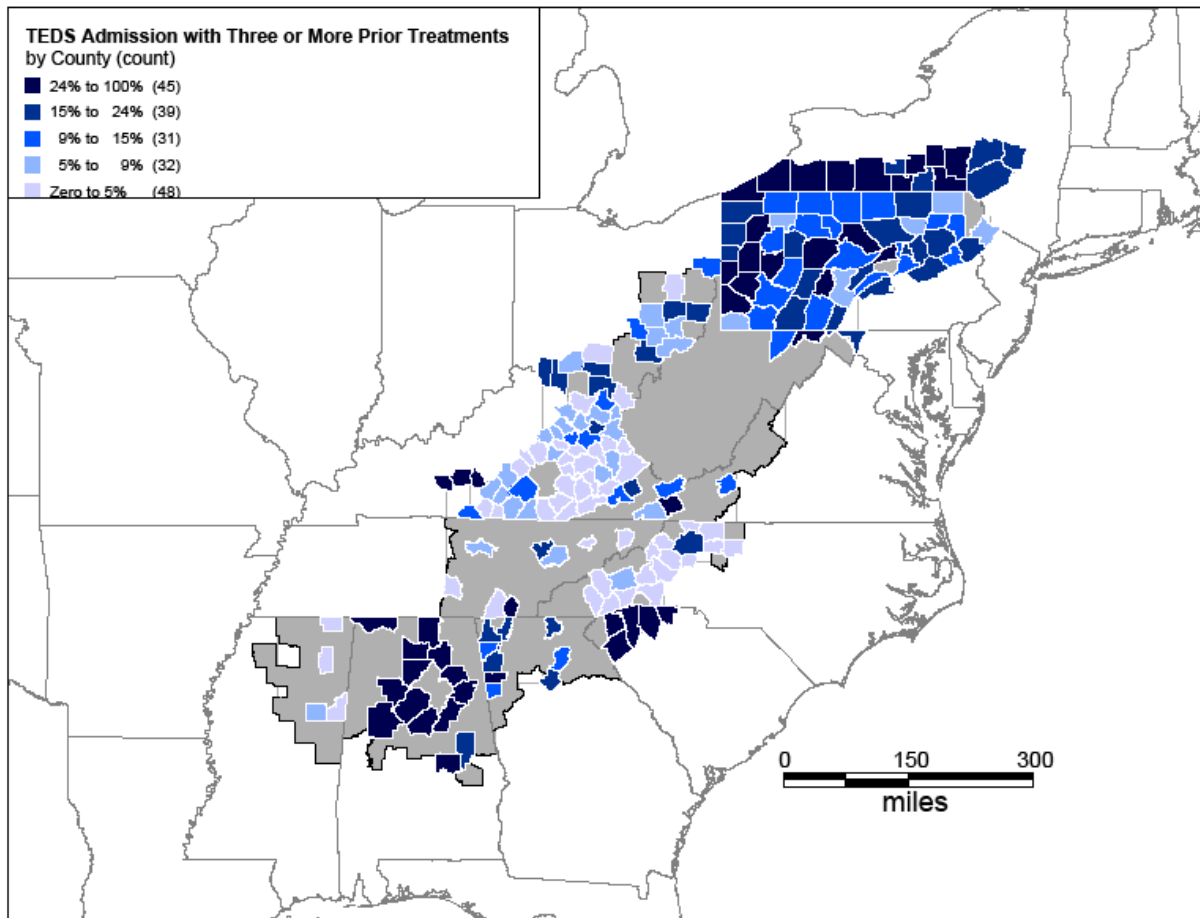 TEDS Admission with Three or More Prior Treatments
by County (count)
24% to 100% (45)
15% to 24% (39)
9% to 15% (31)
5% to 9% (32)
Zero to 5% (48)
0 150 300
miles